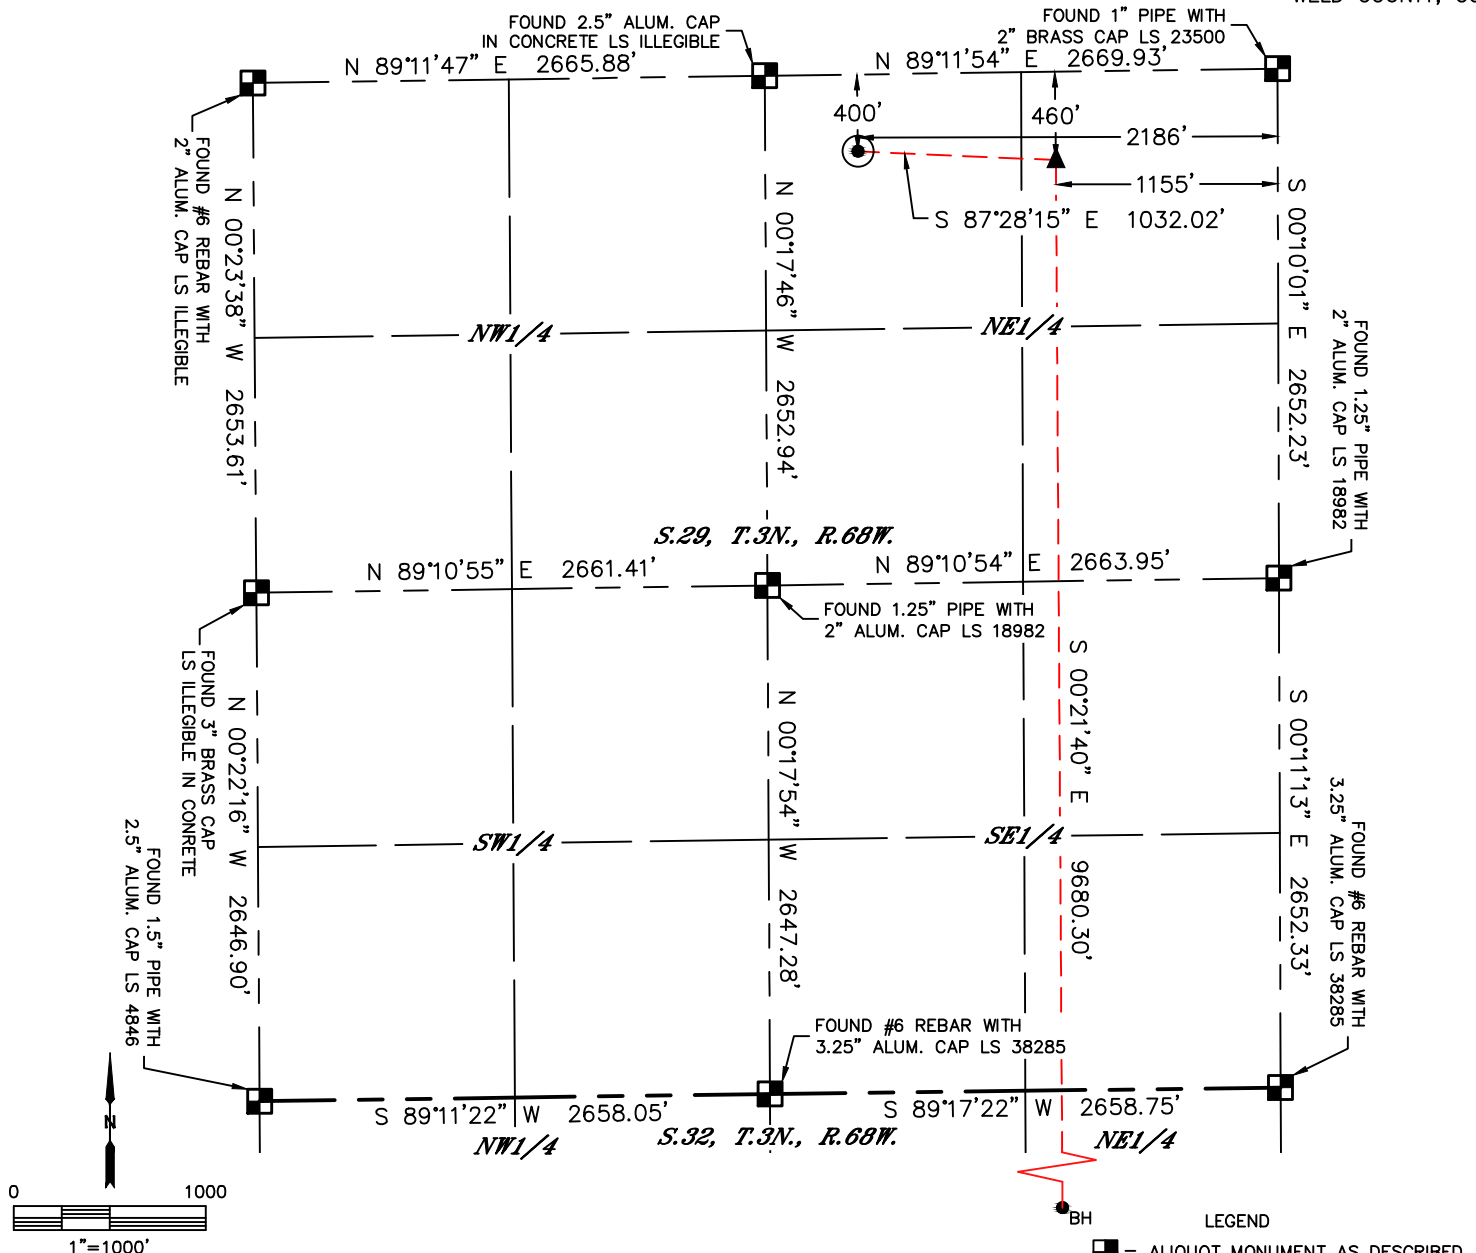 FOUND 2.5" ALUM. CAP
IN CONCRETE LS ILLEGIBLE
FOUND 1" PIPE WITH
2" BRASS CAP LS 23500
N 89°11'47" E 2665.88'
N 89°11'54" E 2669.93'
400'
460'
2186'
1155'
S 87°28'15" E 1032.02'
FOUND #6 REBAR WITH
2" ALUM. CAP LS ILLEGIBLE
N 00°23'38" W 2653.61'
N 00°17'46" W 2652.94'
S 00°10'01" E 2652.23'
NW1/4
NE1/4
FOUND 1.25" PIPE WITH
2" ALUM. CAP LS 18982
S.29, T.3N., R.68W.
N 89°10'55" E 2661.41'
N 89°10'54" E 2663.95'
FOUND 1.25" PIPE WITH
2" ALUM. CAP LS 18982
FOUND 3" BRASS CAP
LS ILLEGIBLE IN CONRETE
N 00°22'16" W 2646.90'
N 00°17'54" W 2647.28'
S 00°21'40" E 9680.30'
S 00°11'13" E 2652.33'
SW1/4
SE1/4
FOUND 1.5" PIPE WITH
2.5" ALUM. CAP LS 4846
FOUND #6 REBAR WITH
3.25" ALUM. CAP LS 38285
FOUND #6 REBAR WITH
3.25" ALUM. CAP LS 38285
S 89°11'22" W 2658.05'
S 89°17'22" W 2658.75'
S.32, T.3N., R.68W.
NW1/4
NE1/4
N
0 1000
1"=1000'
BH
LEGEND
= ALIQUOT MONUMENT AS DESCRIBED